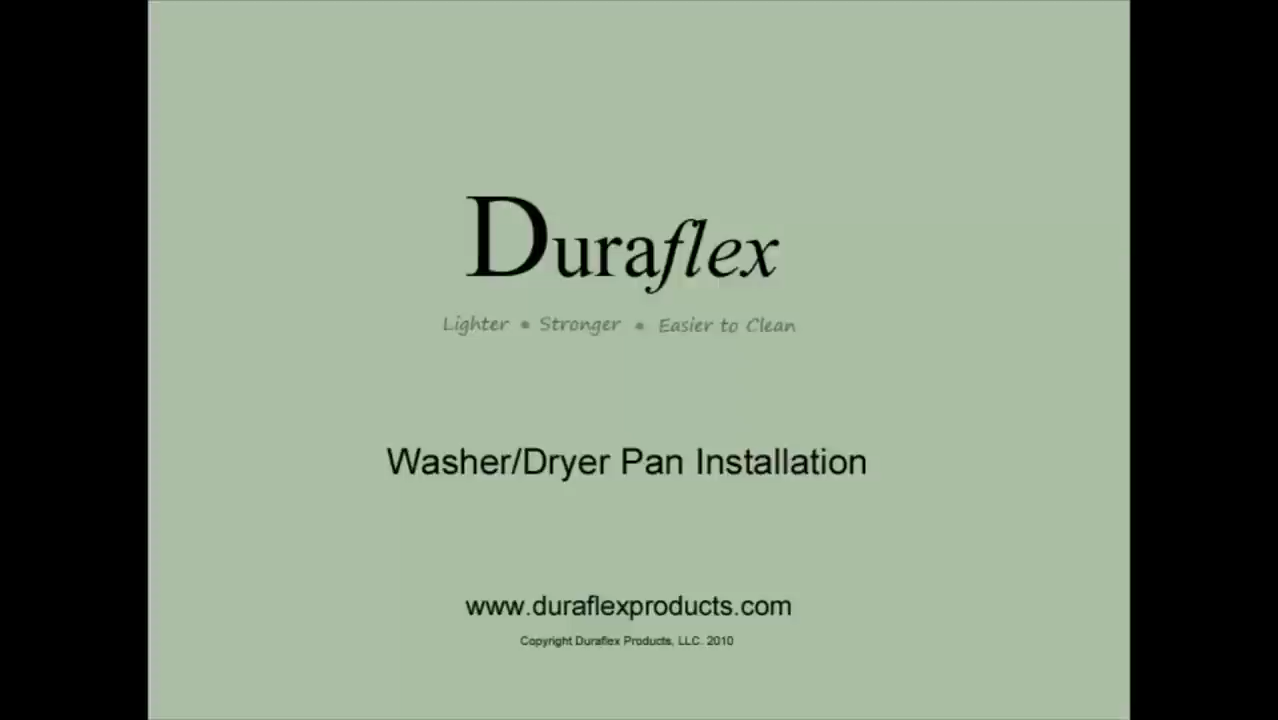 Duraflex
Lighter • Stronger • Easier to Clean
Washer/Dryer Pan Installation
www.duraflexproducts.com
Copyright Duraflex Products, LLC. 2010